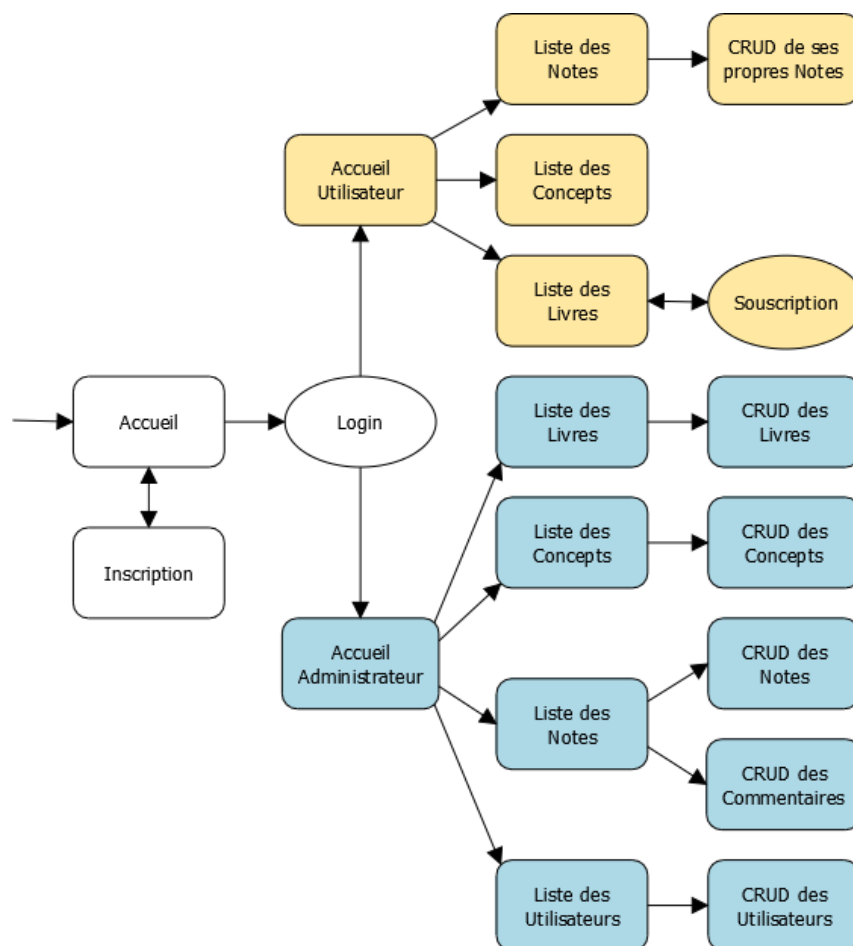 Liste des
Notes
CRUD de ses
propres Notes
Accueil
Utilisateur
Liste des
Concepts
Liste des
Livres
Souscription
Accueil
Login
Inscription
Liste des
Livres
CRUD des
Livres
Liste des
Concepts
CRUD des
Concepts
Accueil
Administrateur
Liste des
Notes
CRUD des
Notes
CRUD des
Commentaires
Liste des
Utilisateurs
CRUD des
Utilisateurs